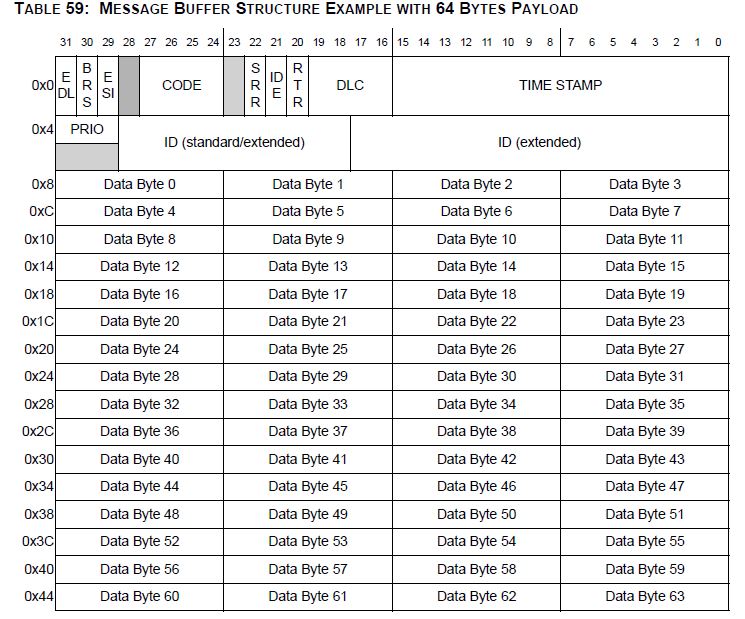 TABLE 59: MESSAGE BUFFER STRUCTURE EXAMPLE WITH 64 BYTES PAYLOAD
31 30 29 28 27 26 25 24 23 22 21 20 19 18 17 16 15 14 13 12 11 10 9 8 7 6 5 4 3 2 1 0
0x0 EDL BRS ESI CODE SRR IDE RTR DLC TIME STAMP
0x4 PRIO ID (standard/extended) ID (extended)
0x8 Data Byte 0 Data Byte 1 Data Byte 2 Data Byte 3
0xC Data Byte 4 Data Byte 5 Data Byte 6 Data Byte 7
0x10 Data Byte 8 Data Byte 9 Data Byte 10 Data Byte 11
0x14 Data Byte 12 Data Byte 13 Data Byte 14 Data Byte 15
0x18 Data Byte 16 Data Byte 17 Data Byte 18 Data Byte 19
0x1C Data Byte 20 Data Byte 21 Data Byte 22 Data Byte 23
0x20 Data Byte 24 Data Byte 25 Data Byte 26 Data Byte 27
0x24 Data Byte 28 Data Byte 29 Data Byte 30 Data Byte 31
0x28 Data Byte 32 Data Byte 33 Data Byte 34 Data Byte 35
0x2C Data Byte 36 Data Byte 37 Data Byte 38 Data Byte 39
0x30 Data Byte 40 Data Byte 41 Data Byte 42 Data Byte 43
0x34 Data Byte 44 Data Byte 45 Data Byte 46 Data Byte 47
0x38 Data Byte 48 Data Byte 49 Data Byte 50 Data Byte 51
0x3C Data Byte 52 Data Byte 53 Data Byte 54 Data Byte 55
0x40 Data Byte 56 Data Byte 57 Data Byte 58 Data Byte 59
0x44 Data Byte 60 Data Byte 61 Data Byte 62 Data Byte 63